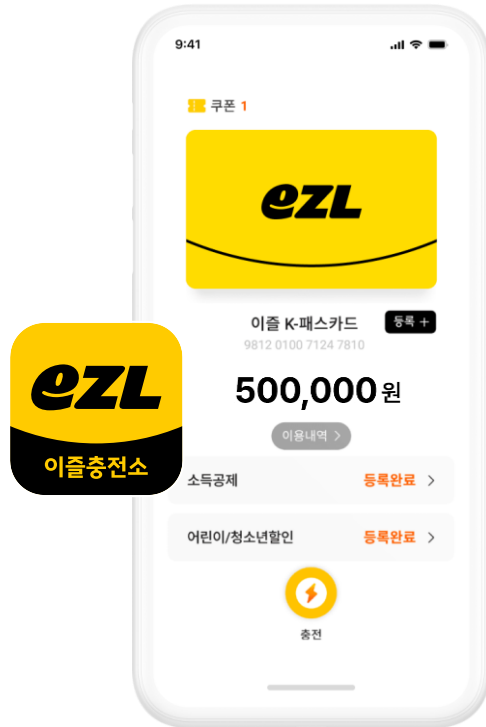 9:41
쿠폰 1
ezl
이즐 K-패스카드 등록 +
9812 0100 7124 7810
500,000원
이용내역 >
ezl
이즐충전소
소득공제 등록완료 >
어린이/청소년할인 등록완료 >
충전